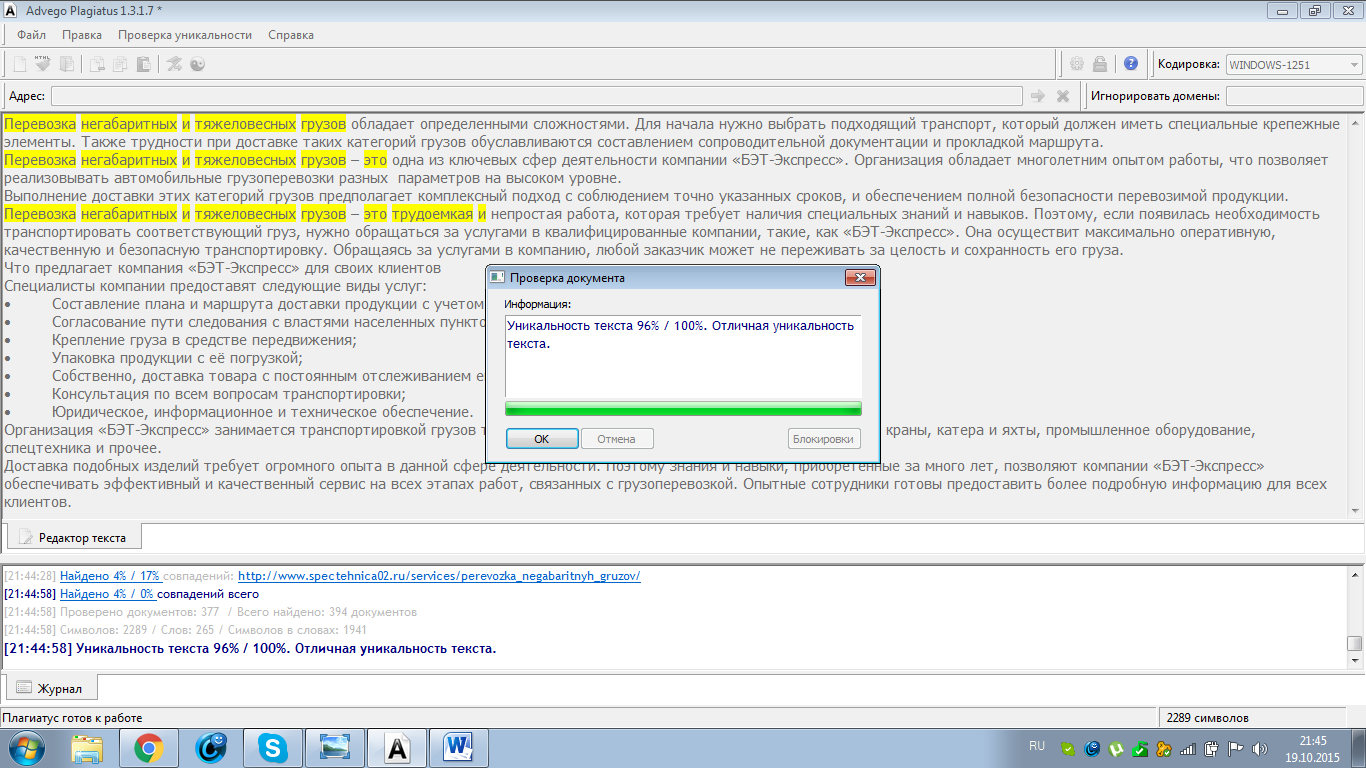 Advego Plagiatus 1.3.1.7 *
Файл Правка Проверка уникальности Справка
Кодировка: WINDOWS-1251
Адрес: Игнорировать домены:
Перевозка негабаритных и тяжеловесных грузов обладает определенными сложностями. Для начала нужно выбрать подходящий транспорт, который должен иметь специальные крепежные
элементы. Также трудности при доставке таких категорий грузов обуславливаются составлением сопроводительной документации и прокладкой маршрута.
Перевозка негабаритных и тяжеловесных грузов – это одна из ключевых сфер деятельности компании «БЭТ-Экспресс». Организация обладает многолетним опытом работы, что позволяет
реализовывать автомобильные грузоперевозки разных параметров на высоком уровне.
Выполнение доставки этих категорий грузов предполагает комплексный подход с соблюдением точно указанных сроков, и обеспечением полной безопасности перевозимой продукции.
Перевозка негабаритных и тяжеловесных грузов – это трудоемкая и непростая работа, которая требует наличия специальных знаний и навыков. Поэтому, если появилась необходимость
транспортировать соответствующий груз, нужно обращаться за услугами в квалифицированные компании, такие, как «БЭТ-Экспресс». Она осуществит максимально оперативную,
качественную и безопасную транспортировку. Обращаясь за услугами в компанию, любой заказчик может не переживать за целость и сохранность его груза.
Что предлагает компания «БЭТ-Экспресс» для своих клиентов
Специалисты компании предоставят следующие виды услуг:
• Составление плана и маршрута доставки продукции с учетом
• Согласование пути следования с властями населенных пункто
• Крепление груза в средстве передвижения;
• Упаковка продукции с её погрузкой;
• Собственно, доставка товара с постоянным отслеживанием е
• Консультация по всем вопросам транспортировки;
• Юридическое, информационное и техническое обеспечение.
Организация «БЭТ-Экспресс» занимается транспортировкой грузов т краны, катера и яхты, промышленное оборудование,
спецтехника и прочее.
Доставка подобных изделий требует огромного опыта в данной сфере деятельности. Поэтому знания и навыки, приобретенные за много лет, позволяют компании «БЭТ-Экспресс»
обеспечивать эффективный и качественный сервис на всех этапах работ, связанных с грузоперевозкой. Опытные сотрудники готовы предоставить более подробную информацию для всех
клиентов.
Проверка документа
Информация:
Уникальность текста 96% / 100%. Отличная уникальность
текста.
OK Отмена Блокировки
Редактор текста
[21:44:28] Найдено 4% / 17% совпадений: http://www.spectehnica02.ru/services/perevozka_negabaritnyh_gruzov/
[21:44:58] Найдено 4% / 0% совпадений всего
[21:44:58] Проверено документов: 377 / Всего найдено: 394 документов
[21:44:58] Символов: 2289 / Слов: 265 / Символов в словах: 1941
[21:44:58] Уникальность текста 96% / 100%. Отличная уникальность текста.
Журнал
Плагиатус готов к работе 2289 символов
RU 21:45
19.10.2015